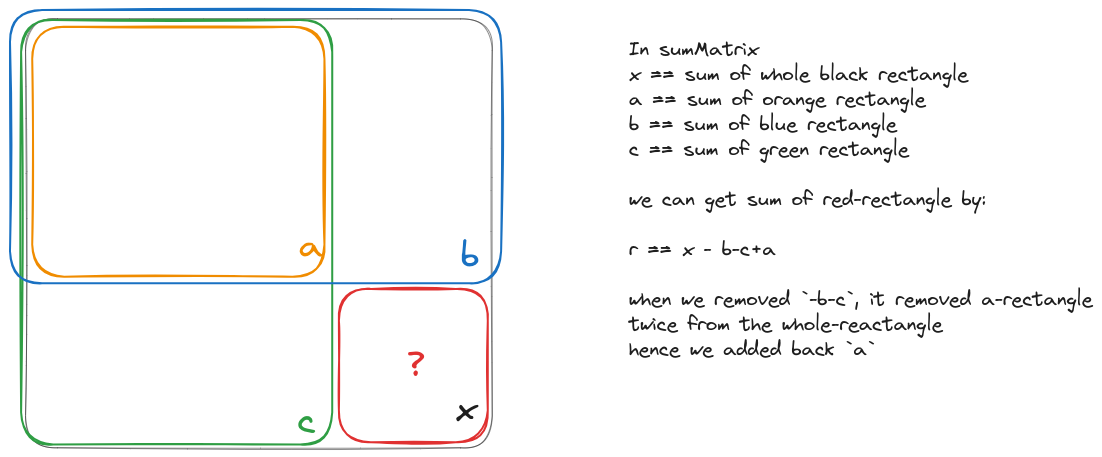 a
b
?
x
c
In sumMatrix
x == sum of whole black rectangle
a == sum of orange rectangle
b == sum of blue rectangle
c == sum of green rectangle
we can get sum of red-rectangle by:
r == x - b-c+a
when we removed `-b-c`, it removed a-rectangle
twice from the whole-reactangle
hence we added back `a`